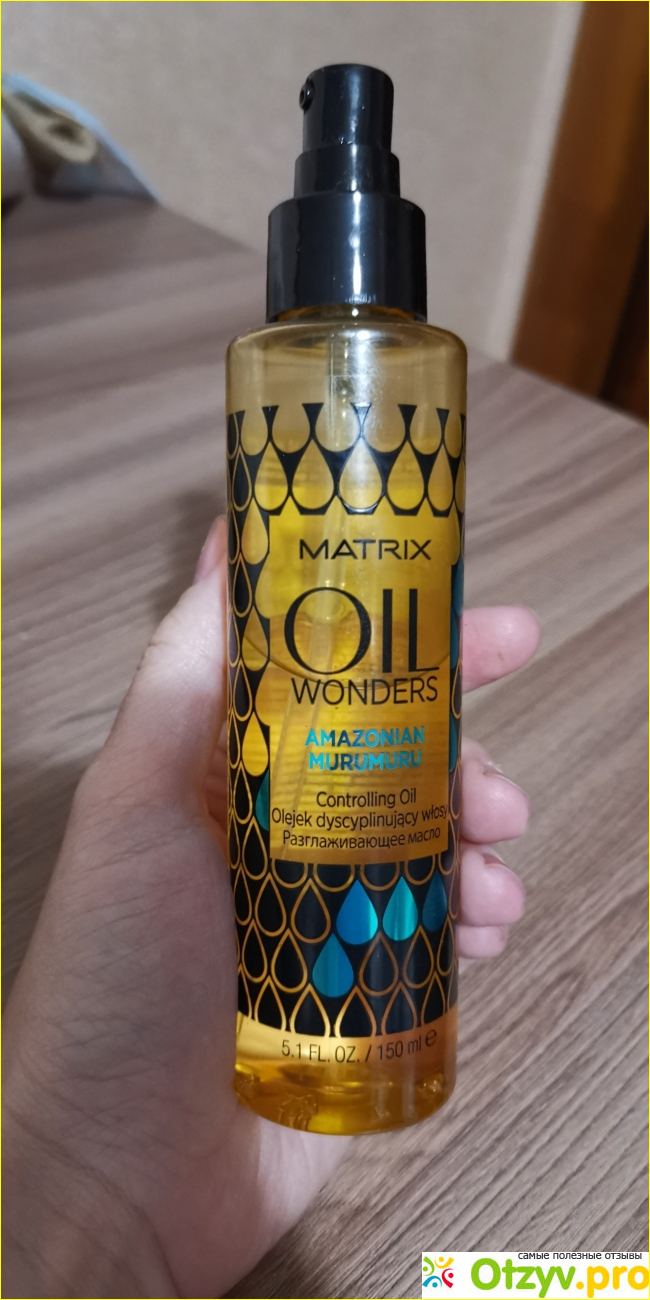 MATRIX
OIL
WONDERS
AMAZONIAN
MURUMURU
Controlling Oil
Olejek dyscyplinujący włosy
Разглаживающее масло
5.1 FL. OZ. / 150 ml ℮
самые полезные отзывы
Otzyv.pro